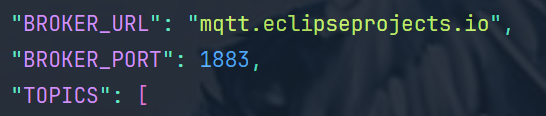 "BROKER_URL": "mqtt.eclipseprojects.io",
"BROKER_PORT": 1883,
"TOPICS": [